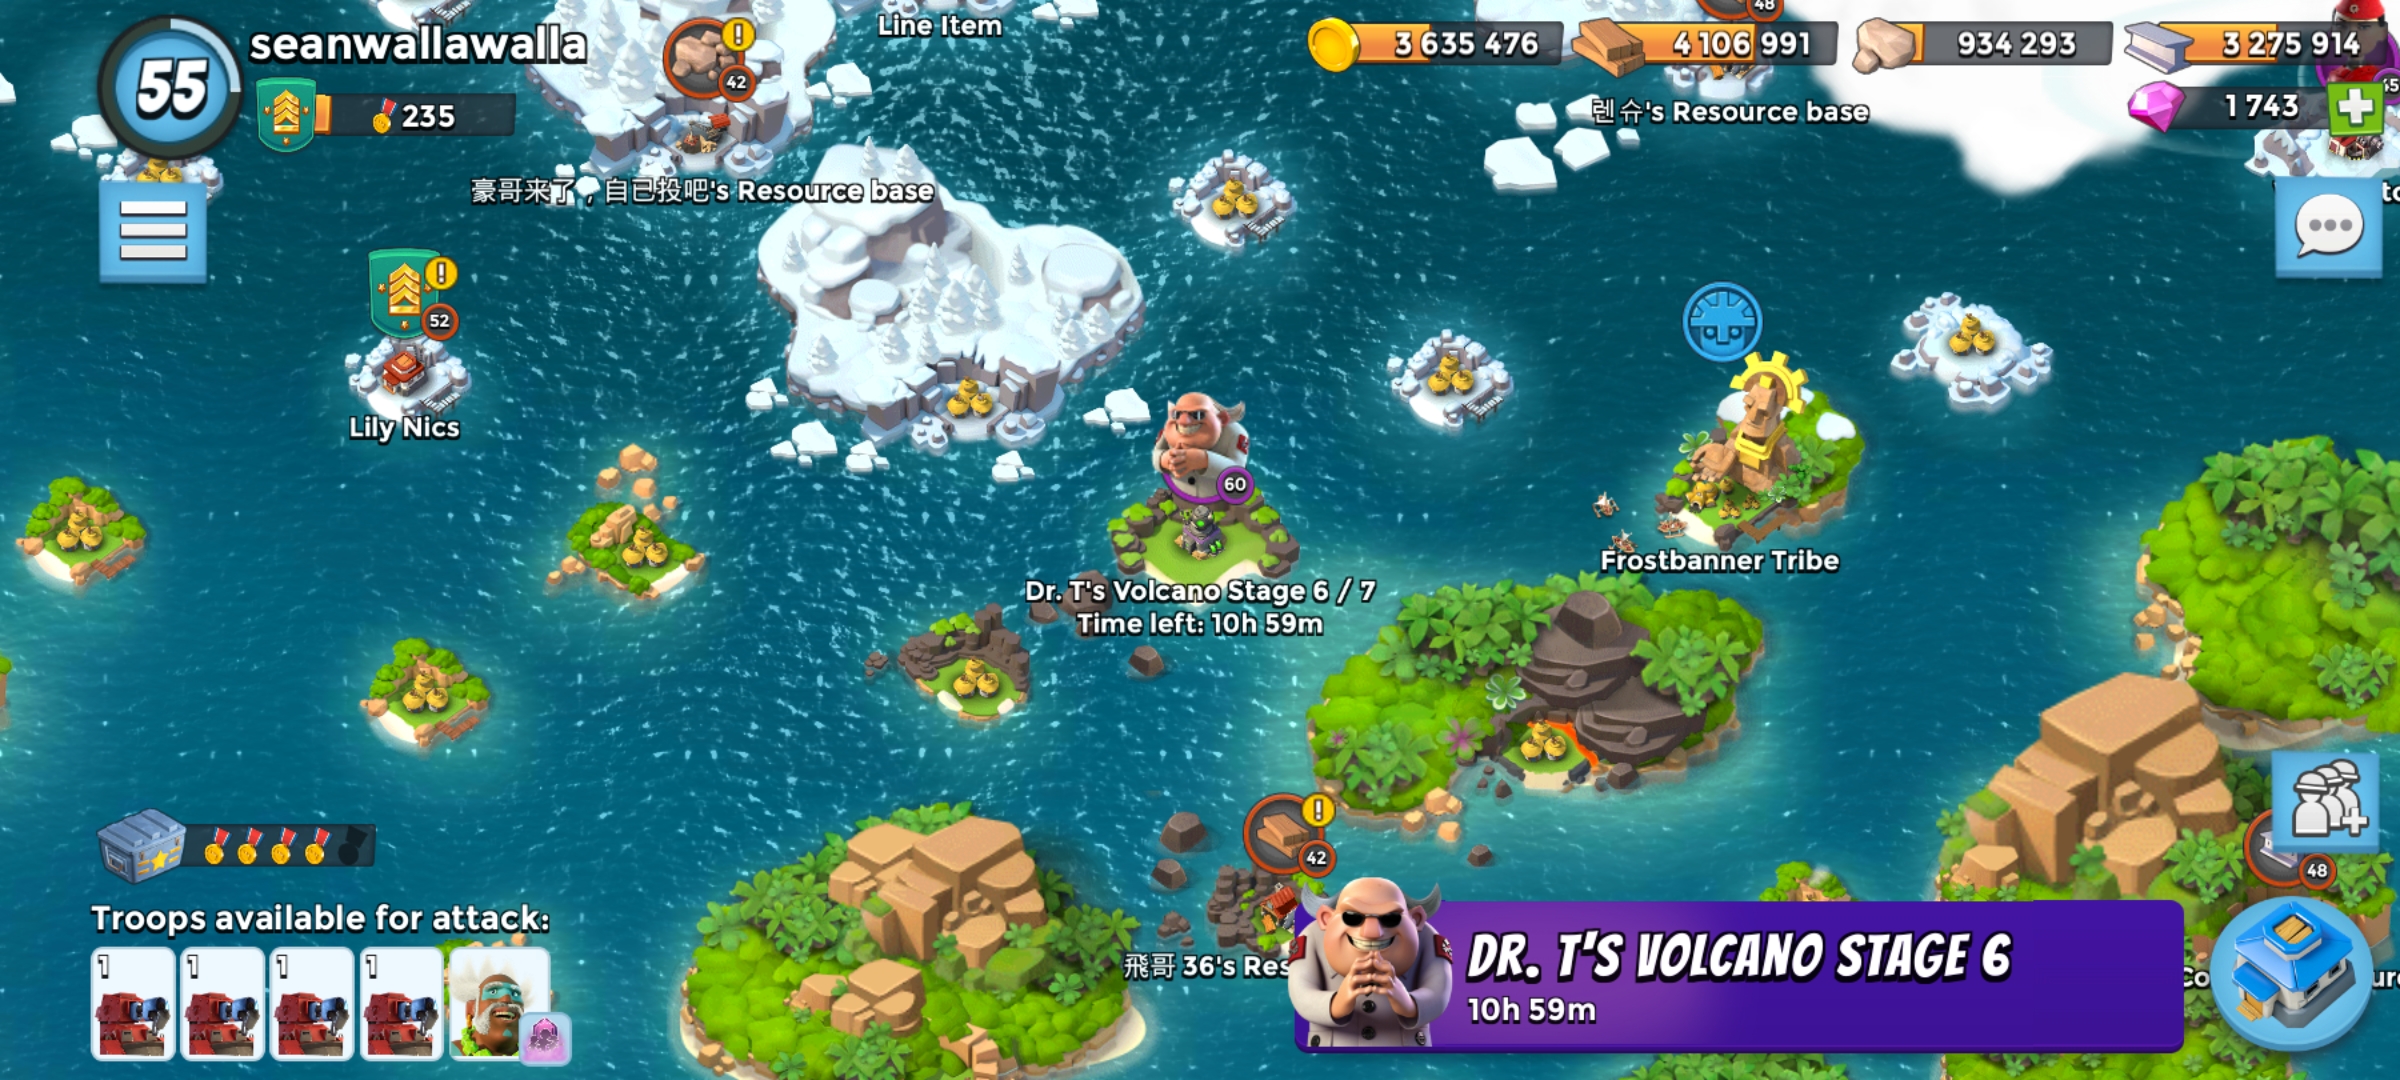 Line Item
48
55
seanwallawalla
235
42
3 635 476
4 106 991
934 293
3 275 914
1 743
렌슈's Resource base
豪哥来了，自已投吧's Resource base
52
Lily Nics
60
Dr. T's Volcano Stage 6 / 7
Time left: 10h 59m
Frostbanner Tribe
42
48
飛哥 36's Res
Troops available for attack:
1
1
1
1
DR. T'S VOLCANO STAGE 6
10h 59m